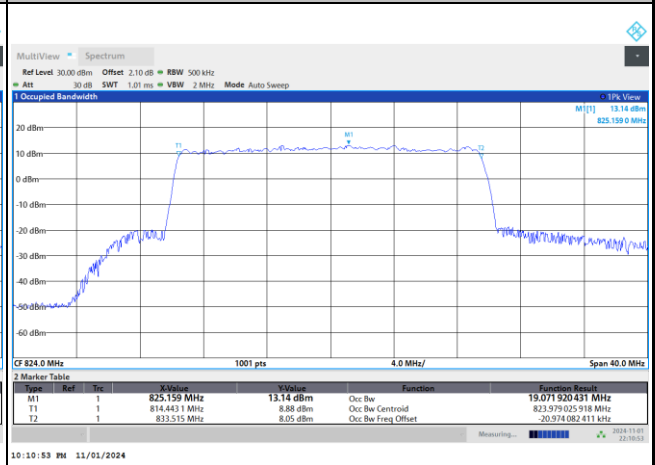 MultiView Spectrum
Ref Level 30.00 dBm Offset 2.10 dB RBW 500 kHz
Att 30 dB SWT 1.01 ms VBW 2 MHz Mode Auto Sweep
1 Occupied Bandwidth 1Pk View
M1[1] 13.14 dBm
825.159 0 MHz
20 dBm
M1
T1
T2
10 dBm
0 dBm
-10 dBm
-20 dBm
-30 dBm
-40 dBm
-50 dBm
-60 dBm
CF 824.0 MHz 1001 pts 4.0 MHz/ Span 40.0 MHz
2 Marker Table
Type Ref Trc X-Value Y-Value Function Function Result
M1 1 825.159 MHz 13.14 dBm Occ Bw 19.071 920 431 MHz
T1 1 814.443 1 MHz 8.88 dBm Occ Bw Centroid 823.979 025 918 MHz
T2 1 833.515 MHz 8.05 dBm Occ Bw Freq Offset -20.974 082 411 kHz
Measuring... 2024-11-01
22:10:53
10:10:53 PM 11/01/2024